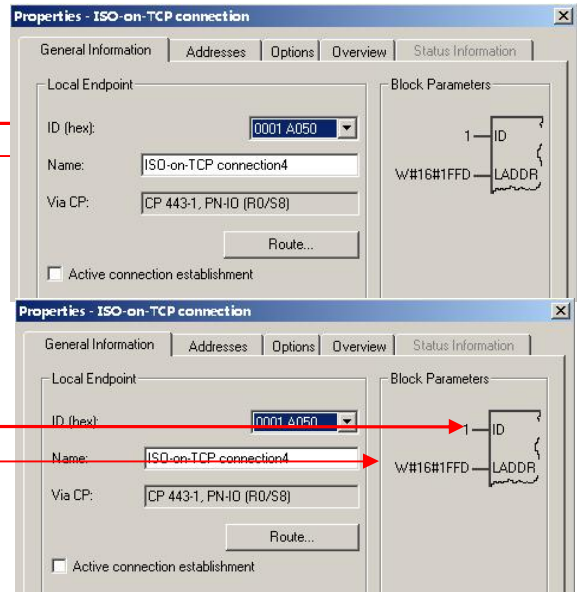 Properties - ISO-on-TCP connection
General Information Addresses Options Overview Status Information
Local Endpoint Block Parameters
ID (hex): 0001 A050 1 ID
Name: ISO-on-TCP connection4 W#16#1FFD LADDR
Via CP: CP 443-1, PN-IO (R0/S8)
Route...
Active connection establishment
Properties - ISO-on-TCP connection
General Information Addresses Options Overview Status Information
Local Endpoint Block Parameters
ID (hex): 0001 A050 1 ID
Name: ISO-on-TCP connection4 W#16#1FFD LADDR
Via CP: CP 443-1, PN-IO (R0/S8)
Route...
Active connection establishment